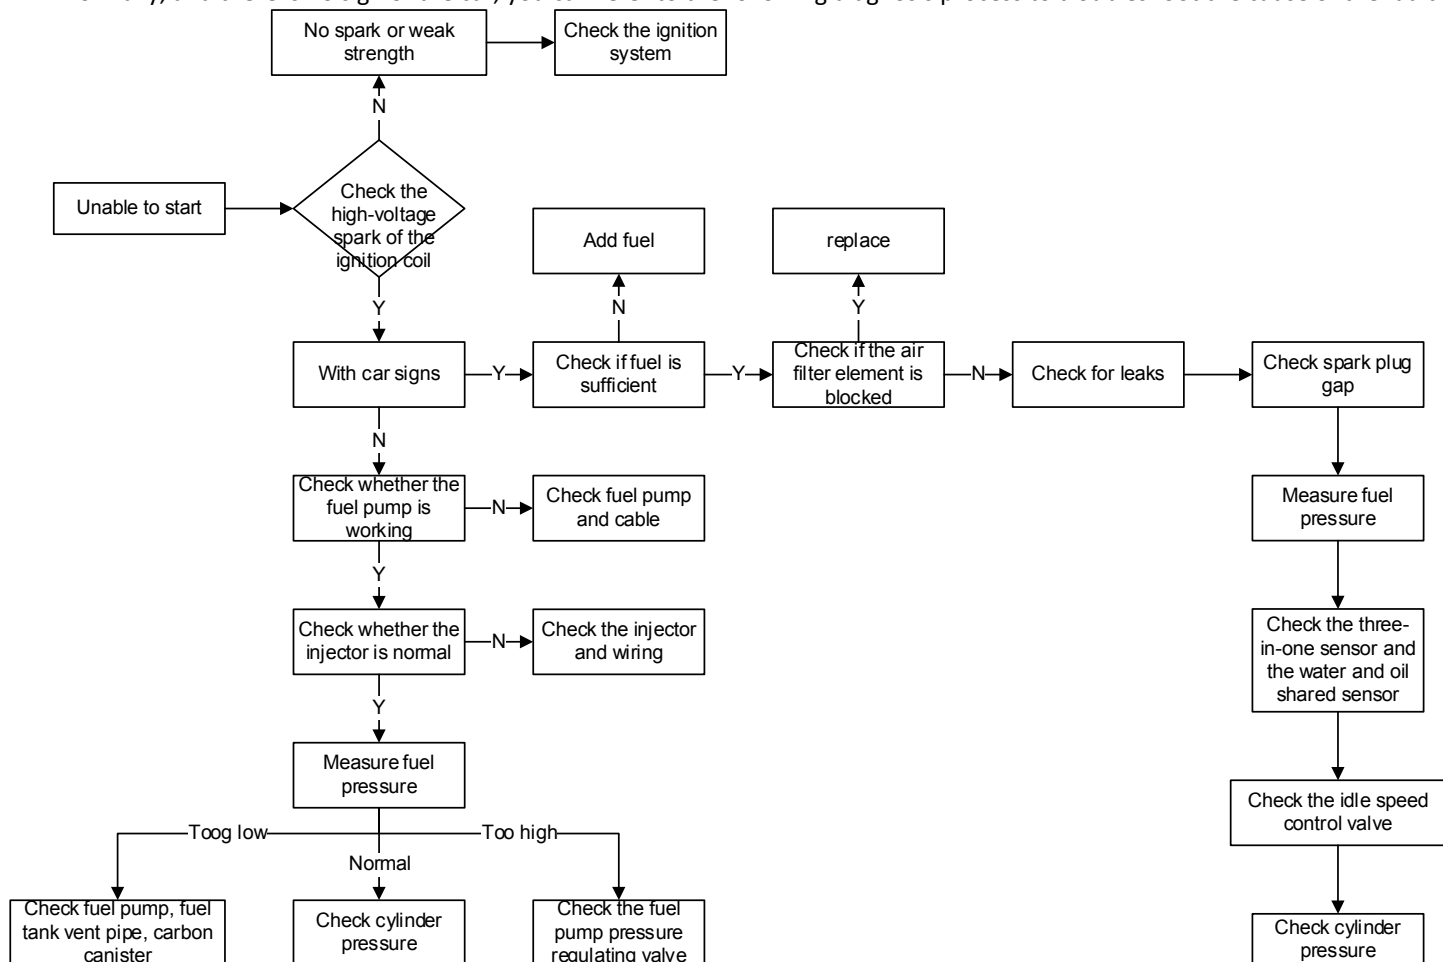 No spark or weak
strength
Check the ignition
system
N
Unable to start
Check the
high-voltage
spark of the
ignition coil
Add fuel
replace
Y
N
Y
With car signs
Y
Check if fuel is
sufficient
Y
Check if the air
filter element is
blocked
N
Check for leaks
Check spark plug
gap
N
Check whether the
fuel pump is
working
N
Check fuel pump
and cable
Measure fuel
pressure
Y
Check whether the
injector is normal
N
Check the injector
and wiring
Check the three-
in-one sensor and
the water and oil
shared sensor
Y
Measure fuel
pressure
Check the idle speed
control valve
Toog low
Too high
Normal
Check fuel pump, fuel
tank vent pipe, carbon
canister
Check cylinder
pressure
Check the fuel
pump pressure
regulating valve
Check cylinder
pressure